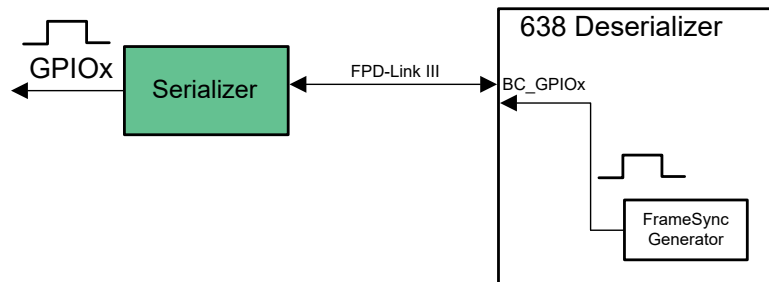 638 Deserializer
GPIOx
Serializer
FPD-Link III
BC_GPIOx
FrameSync
Generator